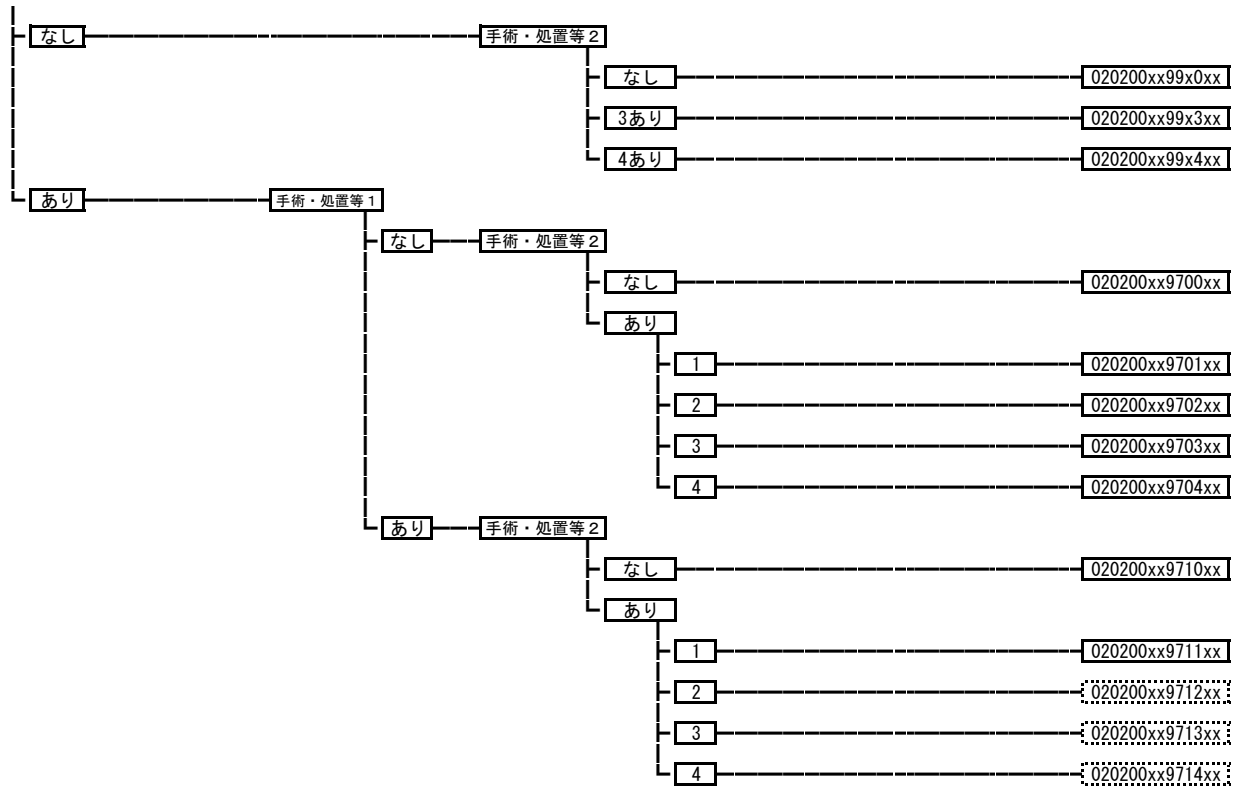 なし 手術・処置等２
なし 020200xx99x0xx
3あり 020200xx99x3xx
4あり 020200xx99x4xx
あり 手術・処置等１
なし 手術・処置等２
なし 020200xx9700xx
あり
1 020200xx9701xx
2 020200xx9702xx
3 020200xx9703xx
4 020200xx9704xx
あり 手術・処置等２
なし 020200xx9710xx
あり
1 020200xx9711xx
2 020200xx9712xx
3 020200xx9713xx
4 020200xx9714xx